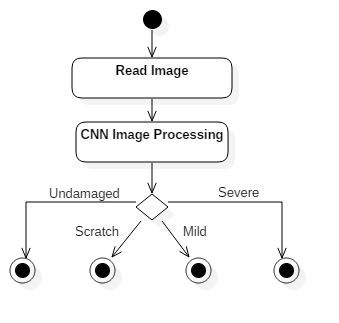 Read Image
CNN Image Processing
Undamaged
Severe
Scratch
Mild